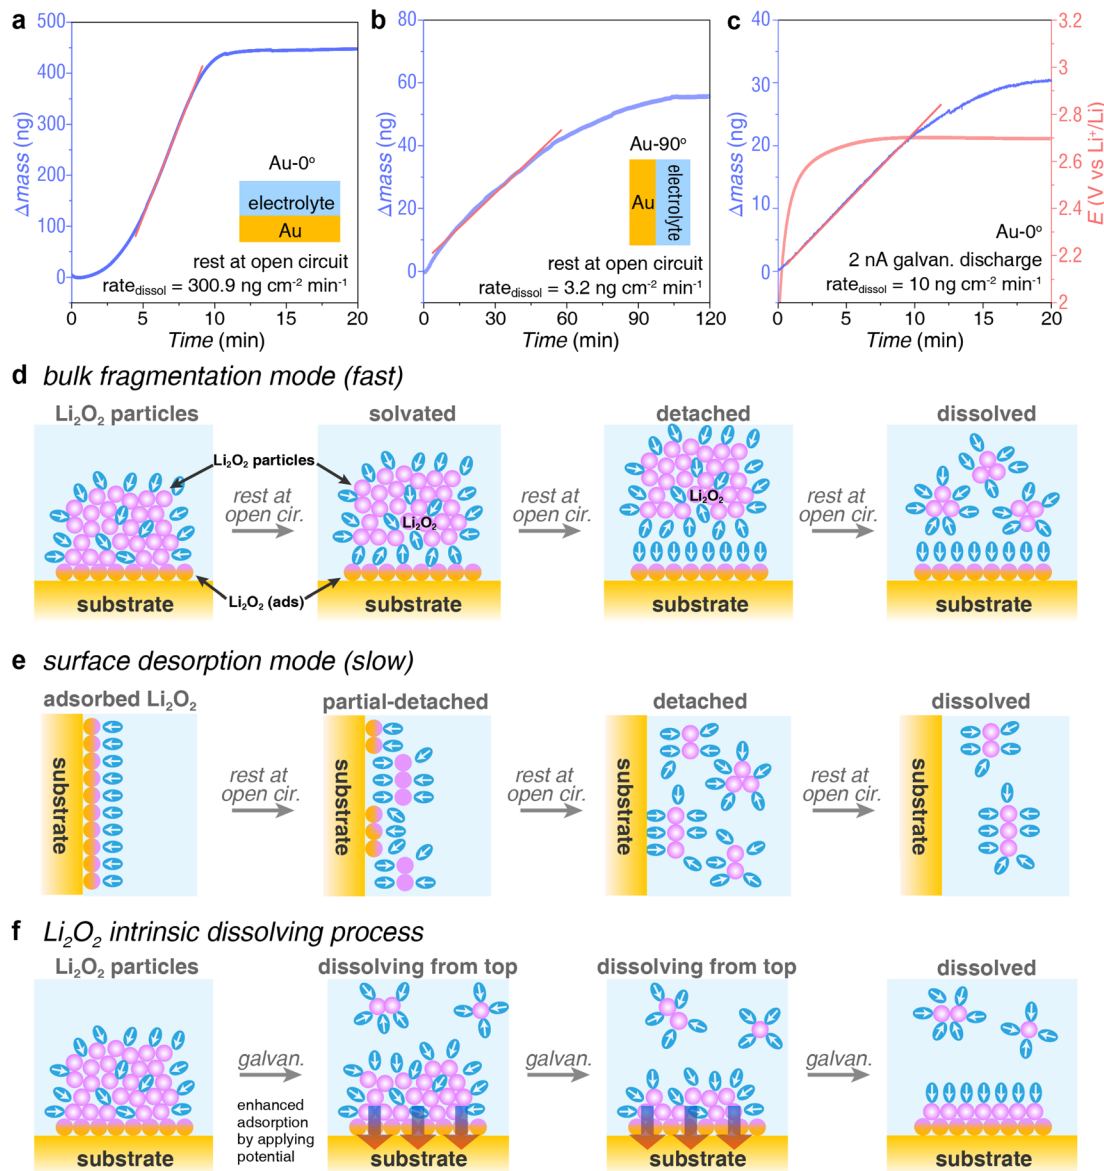 a
500
400
300
200
100
0
Δmass (ng)
0
5
10
15
20
Time (min)
Au-0°
electrolyte
Au
rest at open circuit
rate_dissol = 300.9 ng cm⁻² min⁻¹
b
80
60
40
20
0
Δmass (ng)
0
30
60
90
120
Time (min)
Au-90°
Au
electrolyte
rest at open circuit
rate_dissol = 3.2 ng cm⁻² min⁻¹
c
40
30
20
10
0
Δmass (ng)
0
5
10
15
20
Time (min)
3.2
3
2.8
2.6
2.4
2.2
2
E (V vs Li⁺/Li)
Au-0°
2 nA galvan. discharge
rate_dissol = 10 ng cm⁻² min⁻¹
d bulk fragmentation mode (fast)
Li₂O₂ particles
solvated
detached
dissolved
Li₂O₂ particles
rest at
open cir.
Li₂O₂
rest at
open cir.
Li₂O₂
rest at
open cir.
Li₂O₂ (ads)
substrate
substrate
substrate
substrate
e surface desorption mode (slow)
adsorbed Li₂O₂
partial-detached
detached
dissolved
substrate
rest at
open cir.
substrate
rest at
open cir.
substrate
rest at
open cir.
substrate
f Li₂O₂ intrinsic dissolving process
Li₂O₂ particles
dissolving from top
dissolving from top
dissolved
galvan.
galvan.
galvan.
enhanced
adsorption
by applying
potential
substrate
substrate
substrate
substrate